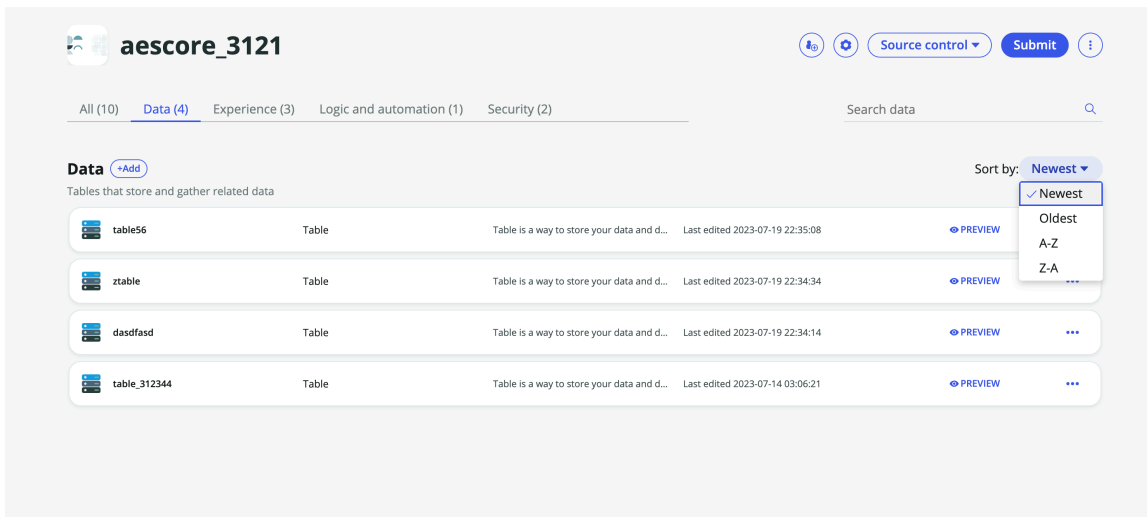 aescore_3121
Source control
Submit
All (10) Data (4) Experience (3) Logic and automation (1) Security (2)
Search data
Data +Add
Sort by: Newest
Tables that store and gather related data
Newest
Oldest
A-Z
Z-A
table56 Table Table is a way to store your data and d... Last edited 2023-07-19 22:35:08 PREVIEW
ztable Table Table is a way to store your data and d... Last edited 2023-07-19 22:34:34 PREVIEW
dasdfasd Table Table is a way to store your data and d... Last edited 2023-07-19 22:34:14 PREVIEW
table_312344 Table Table is a way to store your data and d... Last edited 2023-07-14 03:06:21 PREVIEW